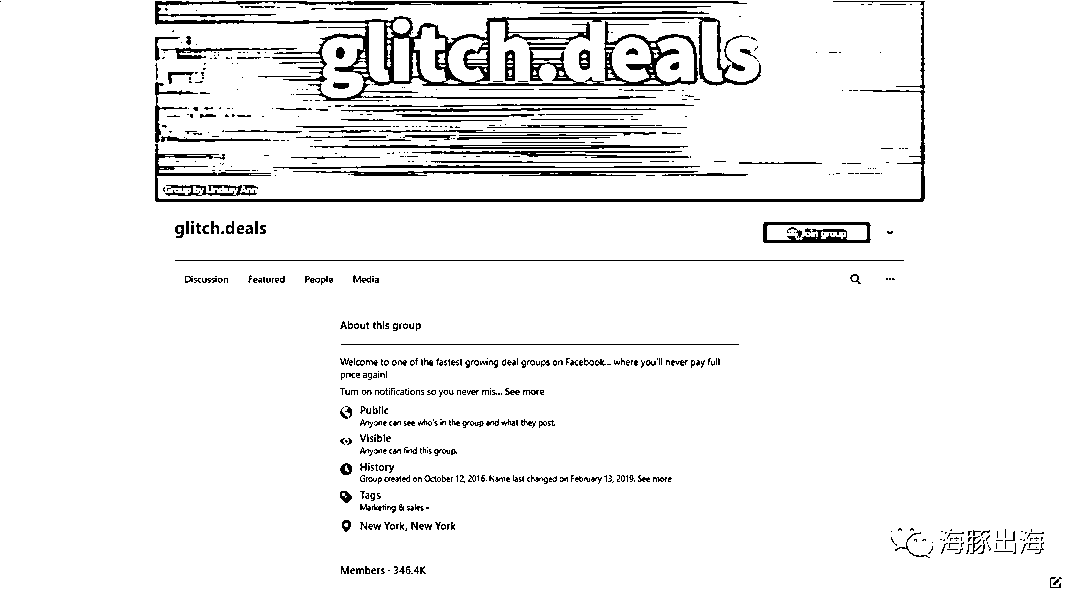 glitch.deals
Group by Lindsay Ann
glitch.deals
Join group
Discussion Featured People Media
About this group
Welcome to one of the fastest growing deal groups on Facebook... where you'll never pay full
price again!
Turn on notifications so you never mis... See more
Public
Anyone can see who's in the group and what they post.
Visible
Anyone can find this group.
History
Group created on October 12, 2016. Name last changed on February 13, 2019. See more
Tags
Marketing & sales -
New York, New York
Members · 346.4K
海豚出海